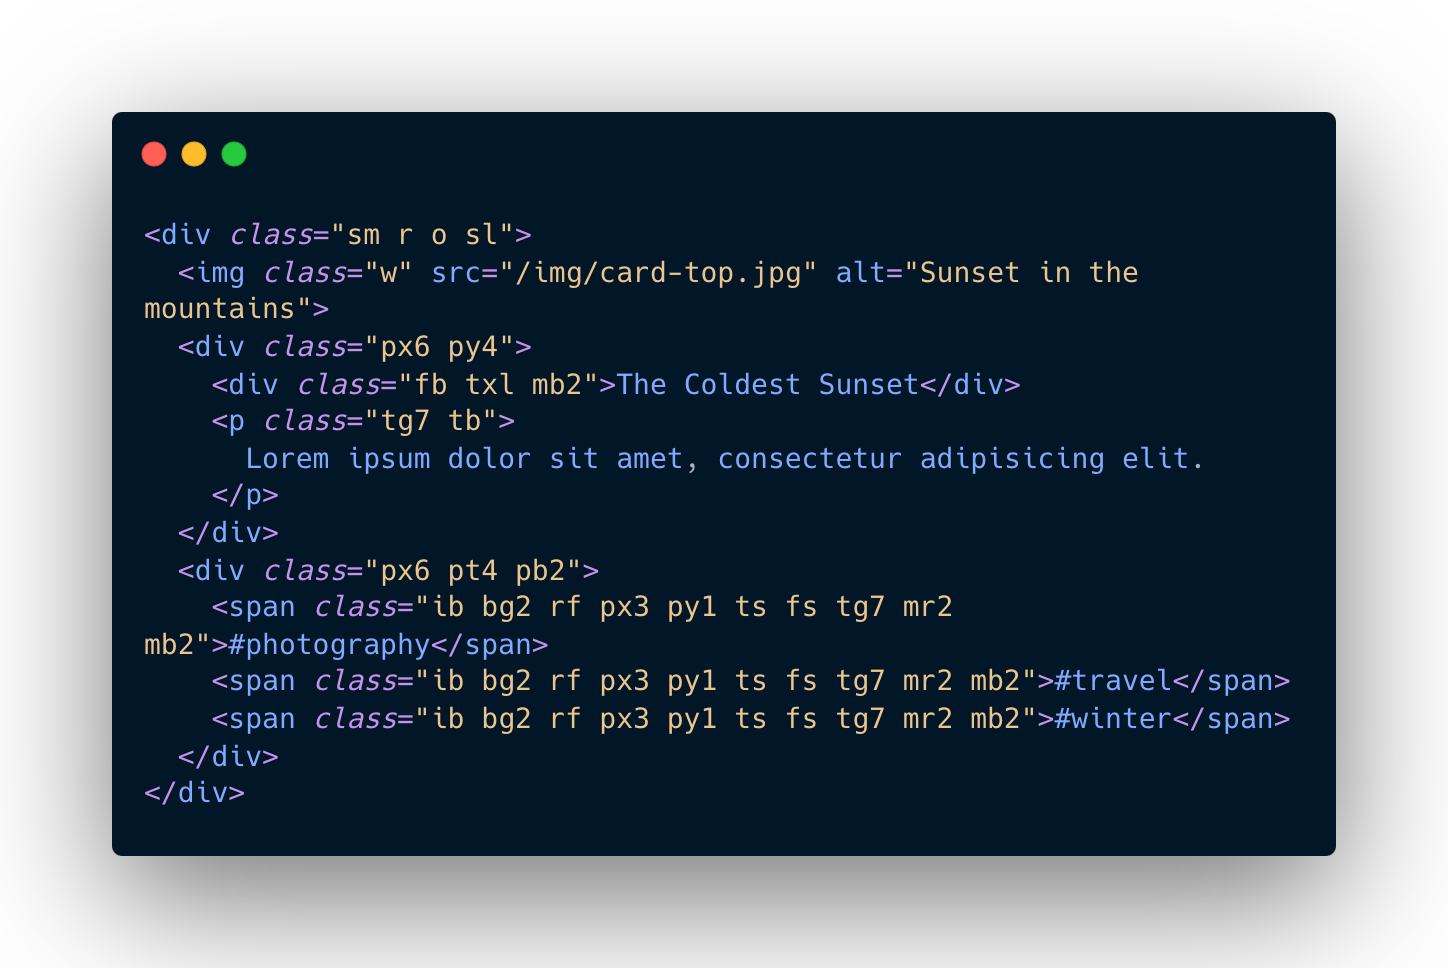 <div class="sm r o sl">
  <img class="w" src="/img/card-top.jpg" alt="Sunset in the
mountains">
  <div class="px6 py4">
    <div class="fb txl mb2">The Coldest Sunset</div>
    <p class="tg7 tb">
      Lorem ipsum dolor sit amet, consectetur adipisicing elit.
    </p>
  </div>
  <div class="px6 pt4 pb2">
    <span class="ib bg2 rf px3 py1 ts fs tg7 mr2
mb2">#photography</span>
    <span class="ib bg2 rf px3 py1 ts fs tg7 mr2 mb2">#travel</span>
    <span class="ib bg2 rf px3 py1 ts fs tg7 mr2 mb2">#winter</span>
  </div>
</div>